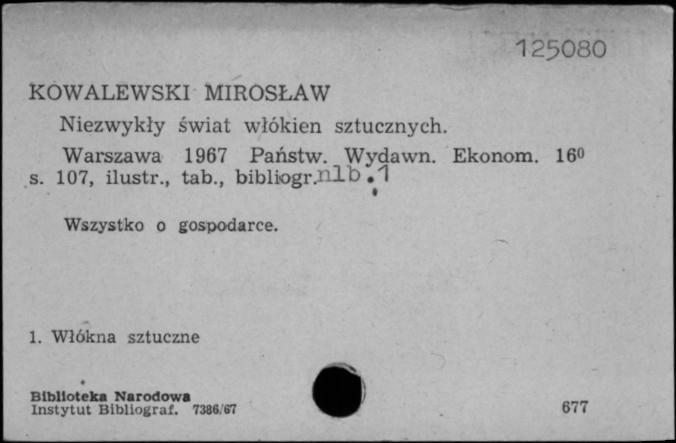 125080
KOWALEWSKI MIROSŁAW
Niezwykły świat włókien sztucznych.
Warszawa 1967 Państw. Wydawn. Ekonom. 16⁰
s. 107, ilustr., tab., bibliogr.nlb.1
Wszystko o gospodarce.
1. Włókna sztuczne
Biblioteka Narodowa
Instytut Bibliograf. 7386/67
677